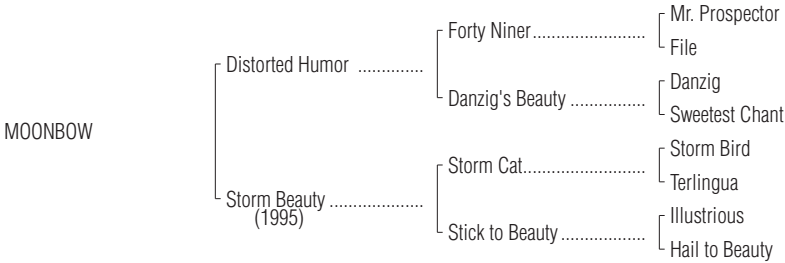 Mr. Prospector
Forty Niner.......................
File
Distorted Humor ..............
Danzig
Danzig's Beauty ................
Sweetest Chant
MOONBOW
Storm Bird
Storm Cat.........................
Terlingua
Storm Beauty ....................
(1995)
Illustrious
Stick to Beauty..................
Hail to Beauty